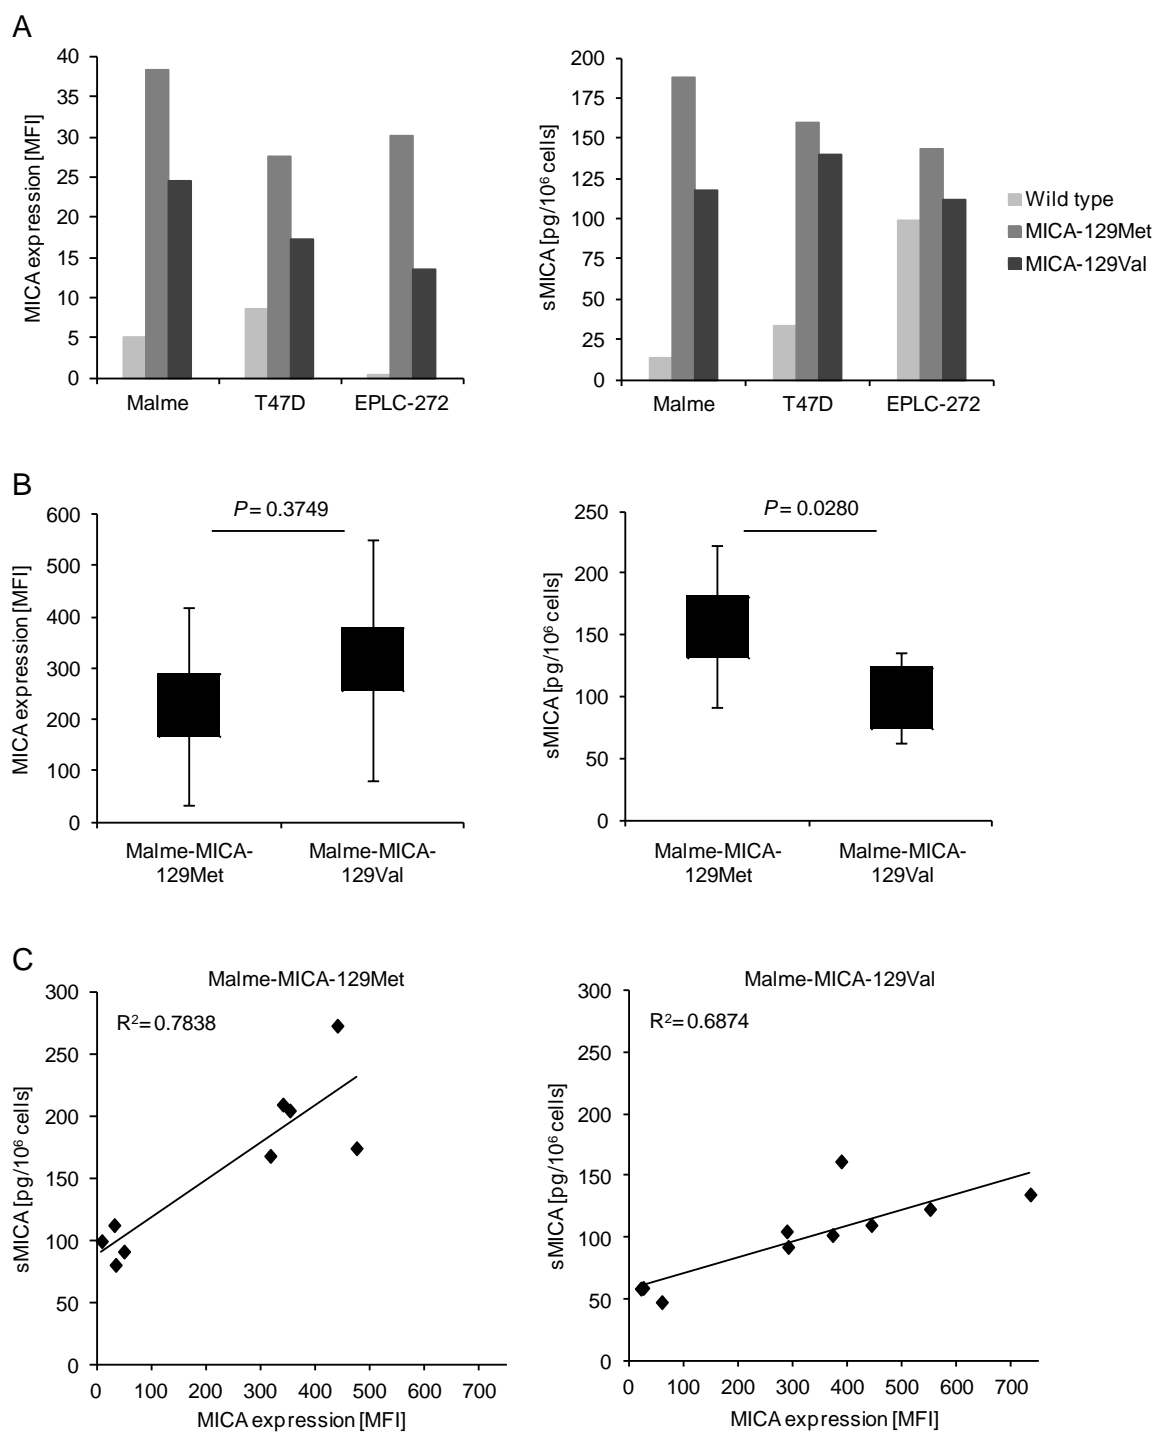 A
MICA expression [MFI]
40
35
30
25
20
15
10
5
0
Malme
T47D
EPLC-272
sMICA [pg/10⁶ cells]
200
175
150
125
100
75
50
25
0
Malme
T47D
EPLC-272
Wild type
MICA-129Met
MICA-129Val
B
MICA expression [MFI]
600
500
400
300
200
100
0
P = 0.3749
Malme-MICA-
129Met
Malme-MICA-
129Val
sMICA [pg/10⁶ cells]
250
200
150
100
50
0
P = 0.0280
Malme-MICA-
129Met
Malme-MICA-
129Val
C
Malme-MICA-129Met
R²= 0.7838
sMICA [pg/10⁶ cells]
300
250
200
150
100
50
0
0 100 200 300 400 500 600 700
MICA expression [MFI]
Malme-MICA-129Val
R²= 0.6874
sMICA [pg/10⁶ cells]
300
250
200
150
100
50
0
0 100 200 300 400 500 600 700
MICA expression [MFI]